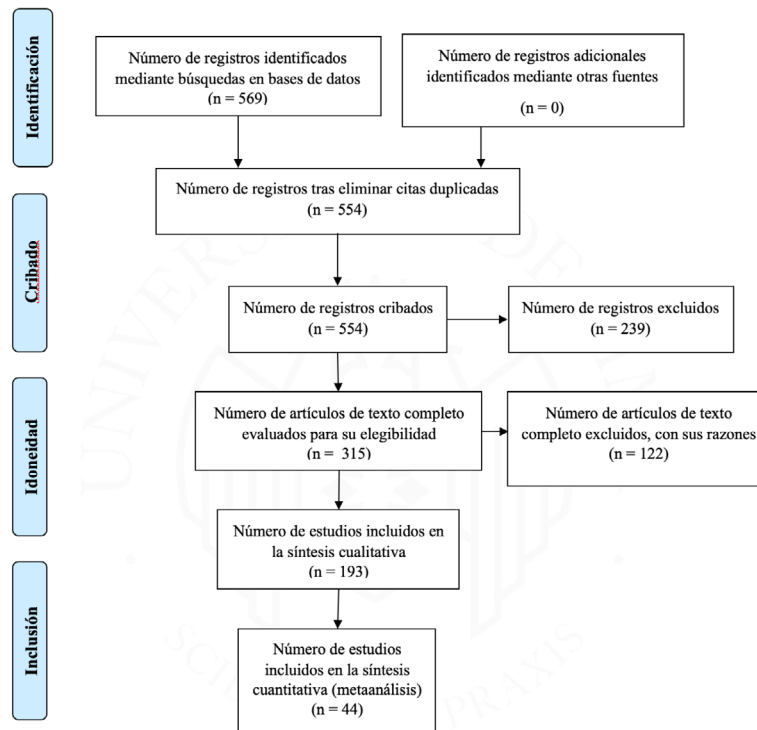 Identificación
Número de registros identificados
mediante búsquedas en bases de datos
(n = 569)
Número de registros adicionales
identificados mediante otras fuentes
(n = 0)
Número de registros tras eliminar citas duplicadas
(n = 554)
Cribado
Número de registros cribados
(n = 554)
Número de registros excluidos
(n = 239)
Idoneidad
Número de artículos de texto completo
evaluados para su elegibilidad
(n = 315)
Número de artículos de texto
completo excluidos, con sus razones
(n = 122)
Número de estudios incluidos en
la síntesis cualitativa
(n = 193)
Inclusión
Número de estudios
incluidos en la síntesis
cuantitativa (metaanálisis)
(n = 44)
PRAXIS